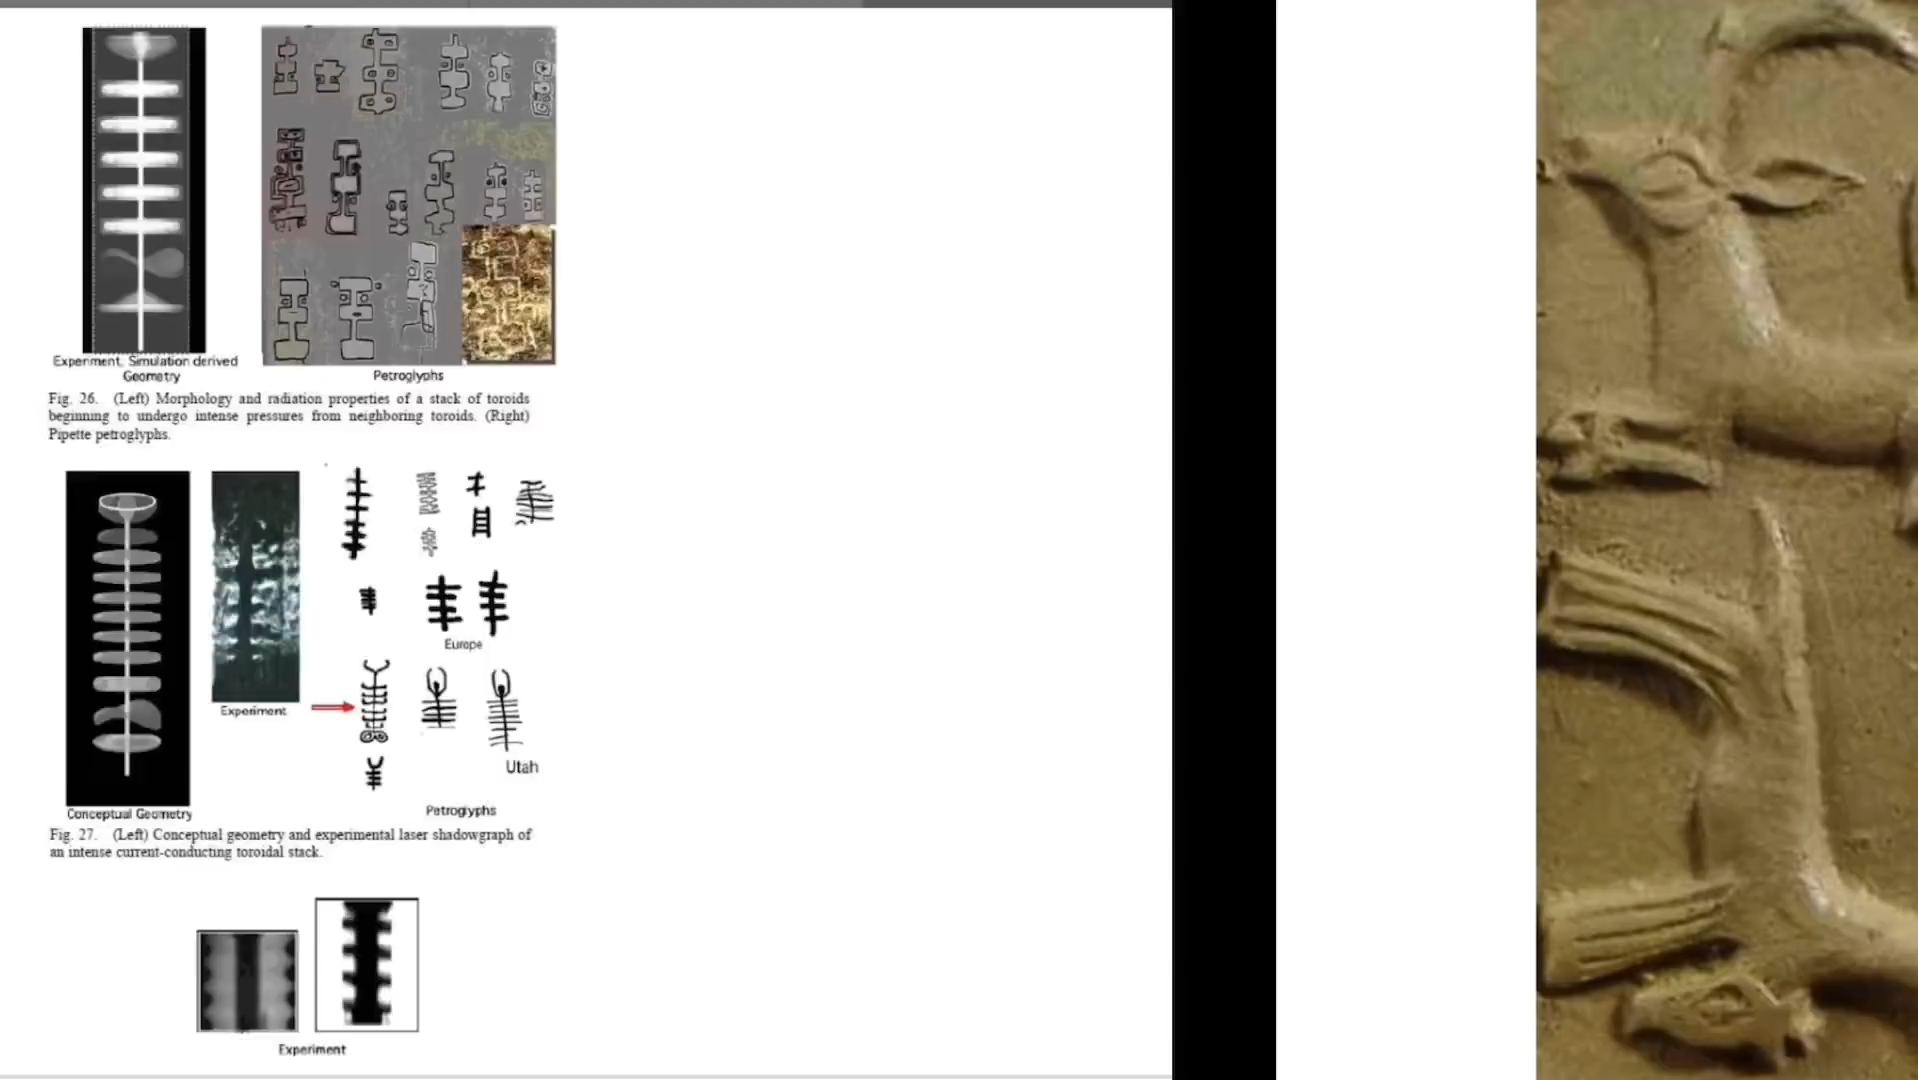 Experiment, Simulation derived
Geometry
Petroglyphs
Fig. 26. (Left) Morphology and radiation properties of a stack of toroids
beginning to undergo intense pressures from neighboring toroids. (Right)
Pipette petroglyphs.
Europe
Experiment
Utah
Conceptual Geometry
Petroglyphs
Fig. 27. (Left) Conceptual geometry and experimental laser shadowgraph of
an intense current-conducting toroidal stack.
Experiment